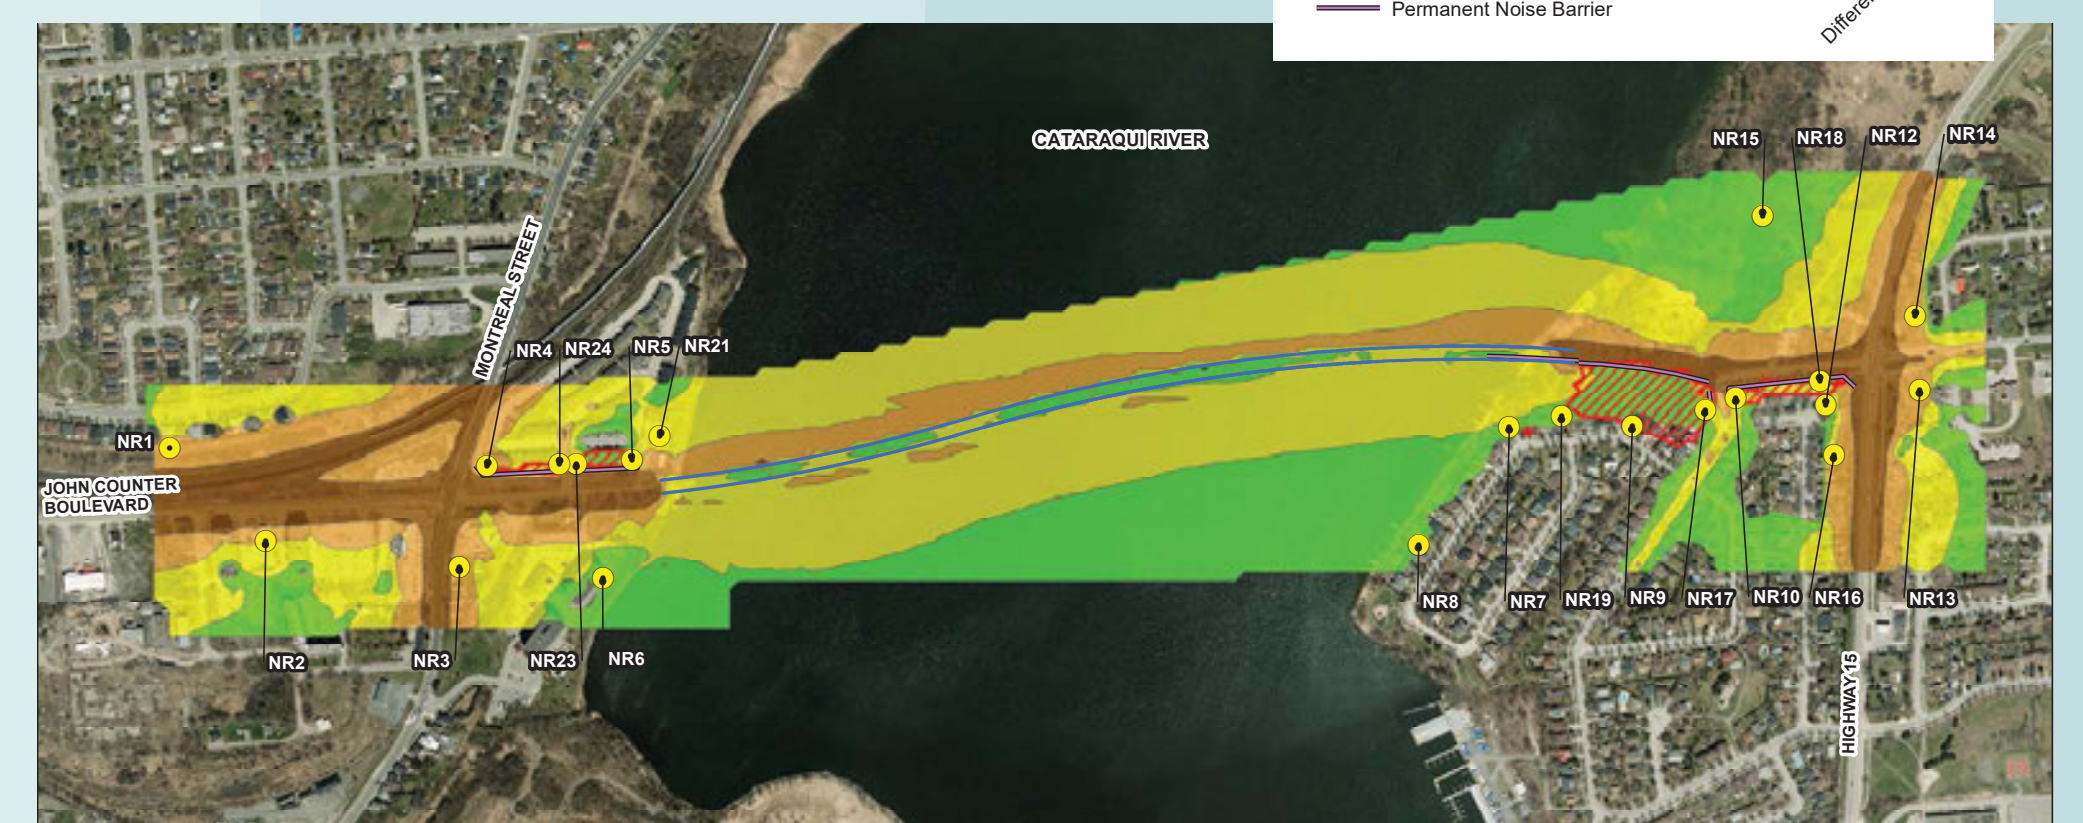 Permanent Noise Barrier
Differen
CATARAQUI RIVER
NR15
NR18
NR12
NR14
MONTREAL STREET
NR4
NR24
NR5
NR21
NR1
JOHN COUNTER
BOULEVARD
NR8
NR7
NR19
NR9
NR17
NR10
NR16
NR13
NR2
NR3
NR23
NR6
HIGHWAY 15